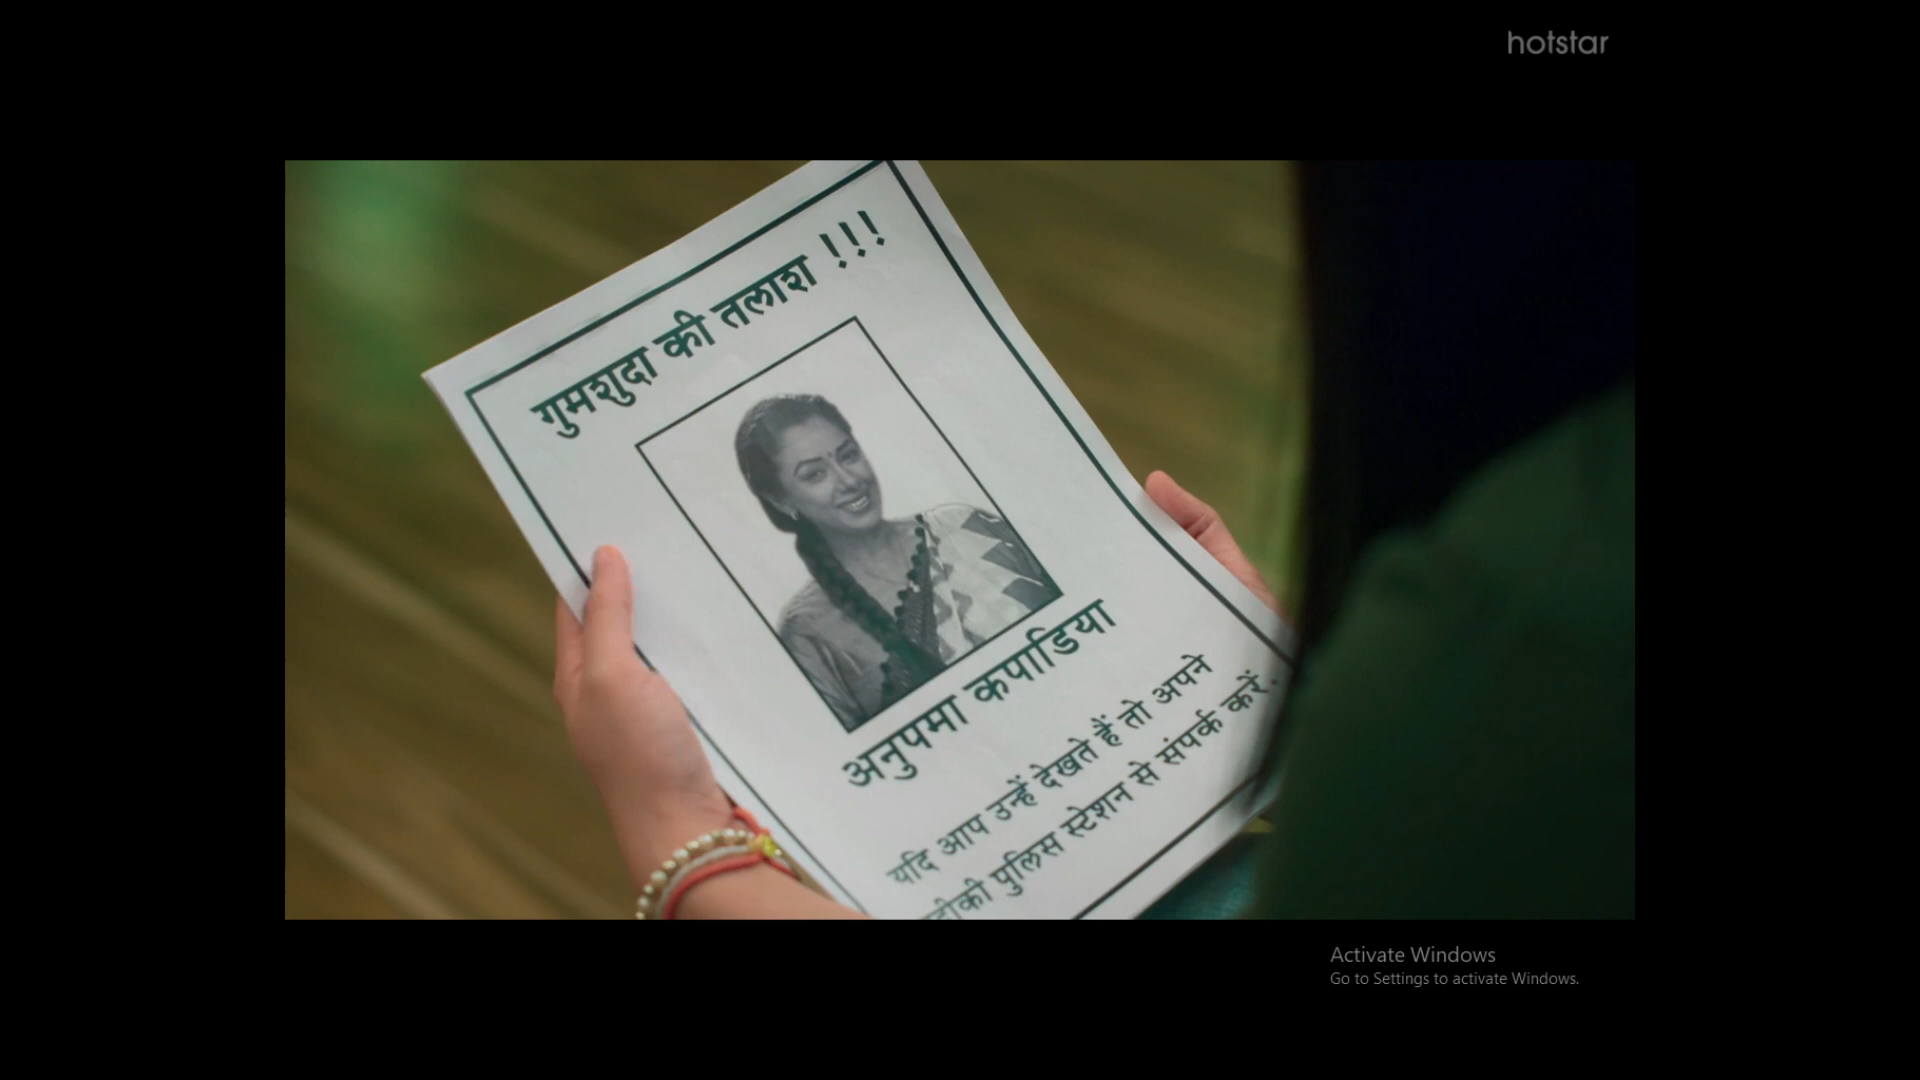 hotstar
गुमशुदा की तलाश !!!
अनुपमा कपाडिया
यदि आप उन्हें देखते हैं तो अपने
पुलिस स्टेशन से संपर्क करें.
Activate Windows
Go to Settings to activate Windows.